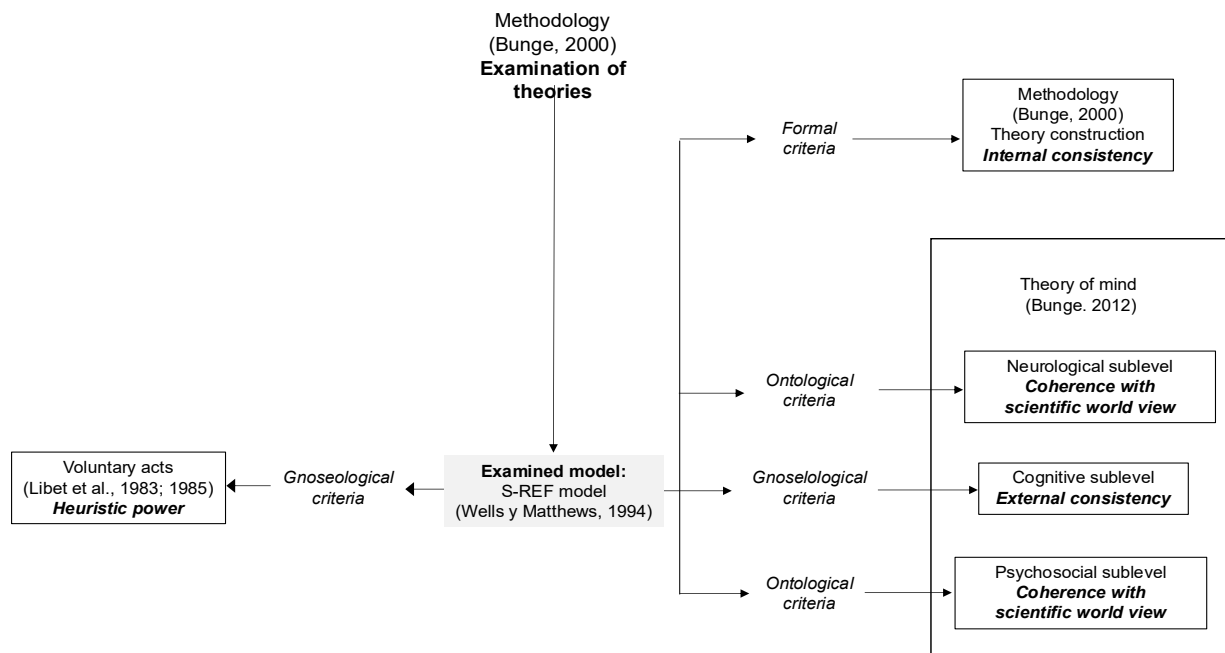 Methodology
(Bunge, 2000)
Examination of
theories
Formal
criteria
Methodology
(Bunge, 2000)
Theory construction
Internal consistency
Theory of mind
(Bunge. 2012)
Ontological
criteria
Neurological sublevel
Coherence with
scientific world view
Voluntary acts
(Libet et al., 1983; 1985)
Heuristic power
Gnoseological
criteria
Examined model:
S-REF model
(Wells y Matthews, 1994)
Gnoselological
criteria
Cognitive sublevel
External consistency
Ontological
criteria
Psychosocial sublevel
Coherence with
scientific world view